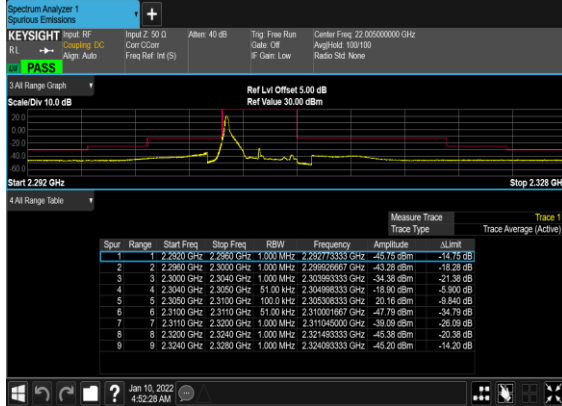 Spectrum Analyzer 1
Spurious Emissions
KEYSIGHT Input: RF Input Z: 50 Ω Atten: 40 dB Trig: Free Run Center Freq: 22.005000000 GHz
RL Coupling: DC Corr CCorr Gate: Off Avg|Hold: 100/100
Align: Auto Freq Ref: Int (S) IF Gain: Low Radio Std: None
PASS
3 All Range Graph
Ref Lvl Offset 5.00 dB
Scale/Div 10.0 dB Ref Value 30.00 dBm
20.0
0.00
-20.0
-40.0
-60.0
Start 2.292 GHz Stop 2.328 GH
4 All Range Table
Measure Trace Trace 1
Trace Type Trace Average (Active)
Spur Range Start Freq Stop Freq RBW Frequency Amplitude ΔLimit
1 1 2.2920 GHz 2.2960 GHz 1.000 MHz 2.292773333 GHz -45.75 dBm -14.75 dB
2 2 2.2960 GHz 2.3000 GHz 1.000 MHz 2.299926667 GHz -43.28 dBm -18.28 dB
3 3 2.3000 GHz 2.3040 GHz 1.000 MHz 2.303993333 GHz -34.38 dBm -21.38 dB
4 4 2.3040 GHz 2.3050 GHz 51.00 kHz 2.304998333 GHz -18.90 dBm -5.900 dB
5 5 2.3050 GHz 2.3100 GHz 100.0 kHz 2.305308333 GHz 20.16 dBm -9.840 dB
6 6 2.3100 GHz 2.3110 GHz 51.00 kHz 2.310001667 GHz -47.79 dBm -34.79 dB
7 7 2.3110 GHz 2.3200 GHz 1.000 MHz 2.311045000 GHz -39.09 dBm -26.09 dB
8 8 2.3200 GHz 2.3240 GHz 1.000 MHz 2.321493333 GHz -45.38 dBm -20.38 dB
9 9 2.3240 GHz 2.3280 GHz 1.000 MHz 2.324093333 GHz -45.20 dBm -14.20 dB
Jan 10, 2022
4:52:28 AM